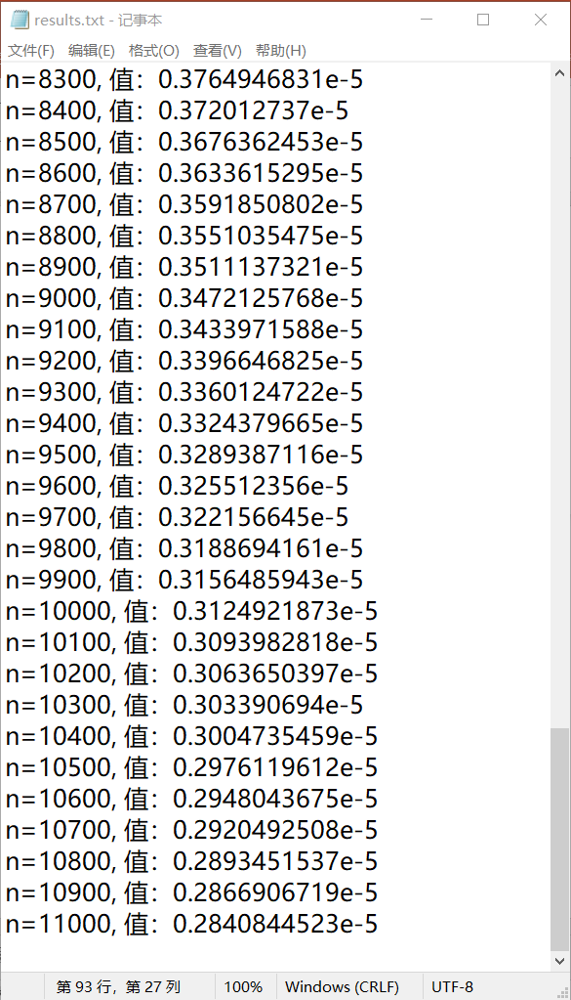 results.txt - 记事本
文件(F) 编辑(E) 格式(O) 查看(V) 帮助(H)
n=8300, 值：0.3764946831e-5
n=8400, 值：0.372012737e-5
n=8500, 值：0.3676362453e-5
n=8600, 值：0.3633615295e-5
n=8700, 值：0.3591850802e-5
n=8800, 值：0.3551035475e-5
n=8900, 值：0.3511137321e-5
n=9000, 值：0.3472125768e-5
n=9100, 值：0.3433971588e-5
n=9200, 值：0.3396646825e-5
n=9300, 值：0.3360124722e-5
n=9400, 值：0.3324379665e-5
n=9500, 值：0.3289387116e-5
n=9600, 值：0.325512356e-5
n=9700, 值：0.322156645e-5
n=9800, 值：0.3188694161e-5
n=9900, 值：0.3156485943e-5
n=10000, 值：0.3124921873e-5
n=10100, 值：0.3093982818e-5
n=10200, 值：0.3063650397e-5
n=10300, 值：0.303390694e-5
n=10400, 值：0.3004735459e-5
n=10500, 值：0.2976119612e-5
n=10600, 值：0.2948043675e-5
n=10700, 值：0.2920492508e-5
n=10800, 值：0.2893451537e-5
n=10900, 值：0.2866906719e-5
n=11000, 值：0.2840844523e-5
第 93 行，第 27 列 100% Windows (CRLF) UTF-8